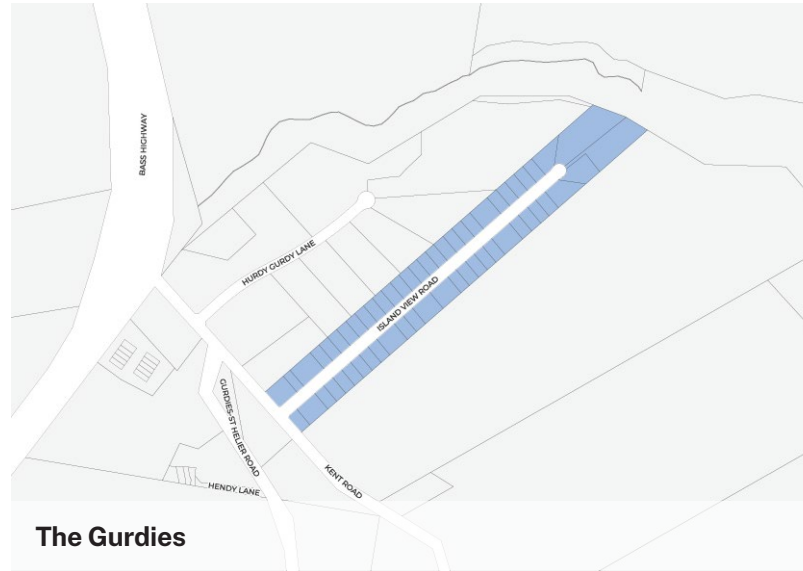 BASS HIGHWAY
HURDY GURDY LANE
ISLAND VIEW ROAD
GURDIES-ST HELIER ROAD
KENT ROAD
HENDY LANE
The Gurdies